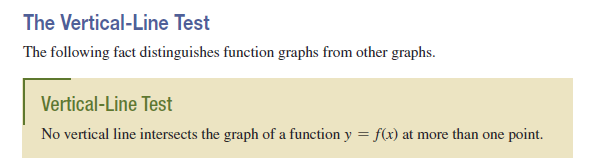 The Vertical-Line Test
The following fact distinguishes function graphs from other graphs.
Vertical-Line Test
No vertical line intersects the graph of a function y = f(x) at more than one point.